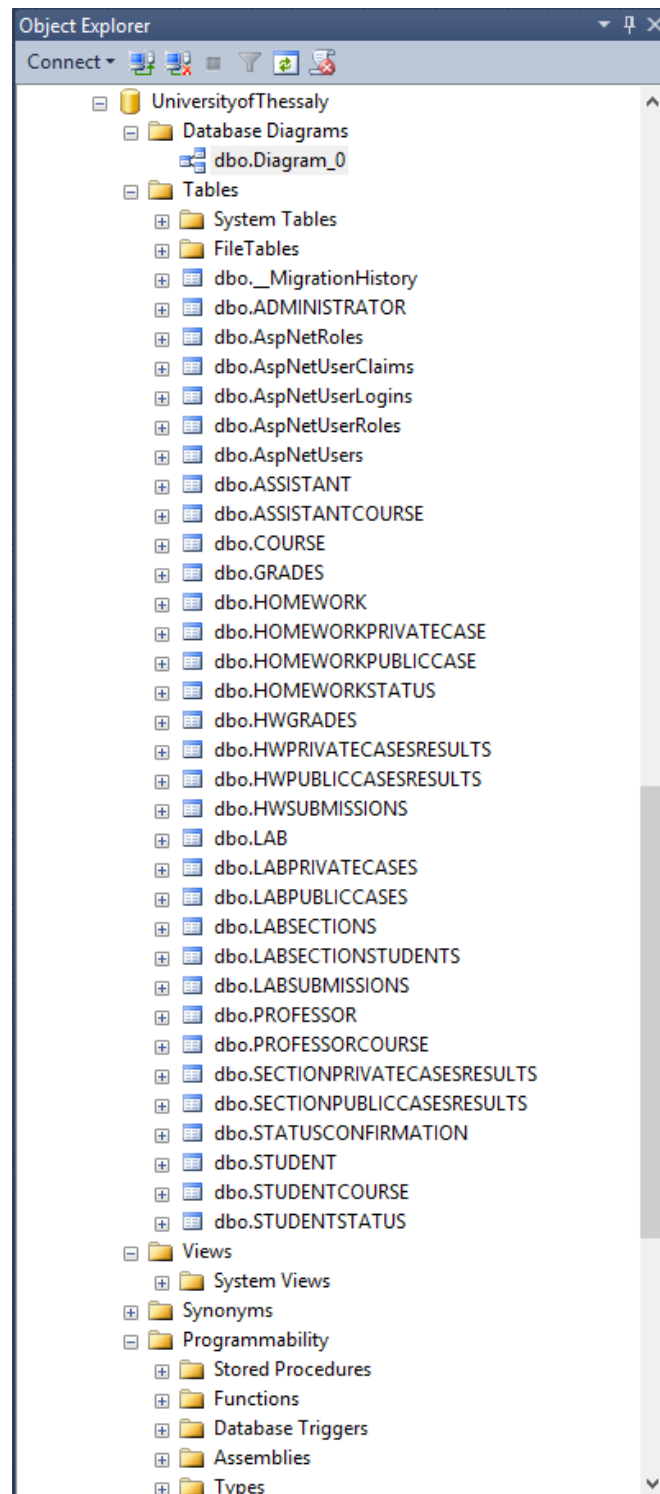 Object Explorer
Connect
UniversityofThessaly
Database Diagrams
dbo.Diagram_0
Tables
System Tables
FileTables
dbo.__MigrationHistory
dbo.ADMINISTRATOR
dbo.AspNetRoles
dbo.AspNetUserClaims
dbo.AspNetUserLogins
dbo.AspNetUserRoles
dbo.AspNetUsers
dbo.ASSISTANT
dbo.ASSISTANTCOURSE
dbo.COURSE
dbo.GRADES
dbo.HOMEWORK
dbo.HOMEWORKPRIVATECASE
dbo.HOMEWORKPUBLICCASE
dbo.HOMEWORKSTATUS
dbo.HWGRADES
dbo.HWPRIVATECASESRESULTS
dbo.HWPUBLICCASESRESULTS
dbo.HWSUBMISSIONS
dbo.LAB
dbo.LABPRIVATECASES
dbo.LABPUBLICCASES
dbo.LABSECTIONS
dbo.LABSECTIONSTUDENTS
dbo.LABSUBMISSIONS
dbo.PROFESSOR
dbo.PROFESSORCOURSE
dbo.SECTIONPRIVATECASESRESULTS
dbo.SECTIONPUBLICCASESRESULTS
dbo.STATUSCONFIRMATION
dbo.STUDENT
dbo.STUDENTCOURSE
dbo.STUDENTSTATUS
Views
System Views
Synonyms
Programmability
Stored Procedures
Functions
Database Triggers
Assemblies
Types